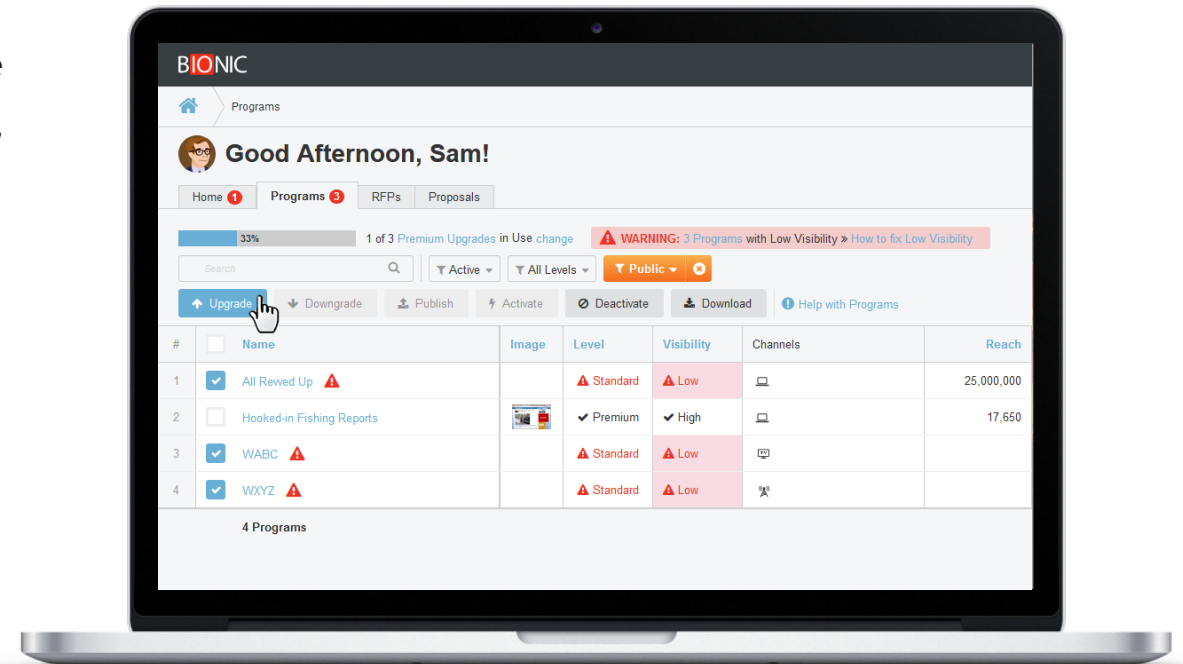 BIONIC
Programs
Good Afternoon, Sam!
Home 1 Programs 3 RFPs Proposals
33% 1 of 3 Premium Upgrades in Use change WARNING: 3 Programs with Low Visibility » How to fix Low Visibility
Search Active All Levels Public
Upgrade Downgrade Publish Activate Deactivate Download Help with Programs
# Name Image Level Visibility Channels Reach
1 All Rewed Up Standard Low 25,000,000
2 Hooked-in Fishing Reports Premium High 17,650
3 WABC Standard Low
4 WXYZ Standard Low
4 Programs